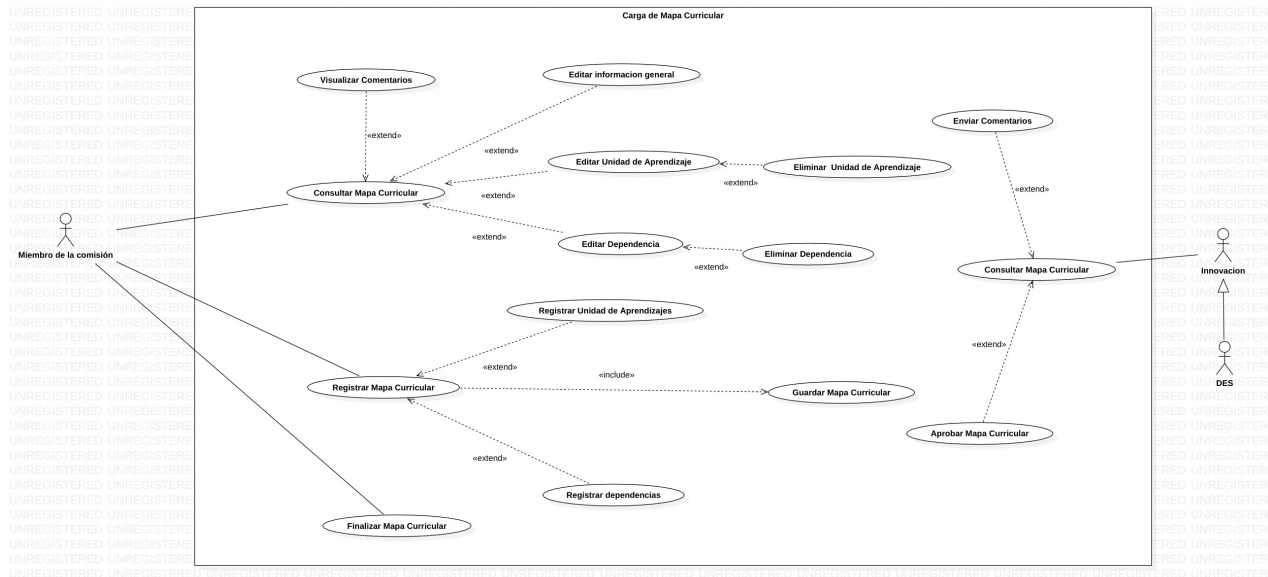 Carga de Mapa Curricular
Visualizar Comentarios
Editar informacion general
Enviar Comentarios
«extend»
«extend»
Editar Unidad de Aprendizaje
Eliminar  Unidad de Aprendizaje
«extend»
«extend»
Consultar Mapa Curricular
«extend»
«extend»
Editar Dependencia
Eliminar Dependencia
«extend»
Miembro de la comisión
Consultar Mapa Curricular
Innovacion
Registrar Unidad de Aprendizajes
«extend»
«extend»
«include»
Registrar Mapa Curricular
Guardar Mapa Curricular
DES
Aprobar Mapa Curricular
«extend»
Registrar dependencias
Finalizar Mapa Curricular
UNREGISTERED